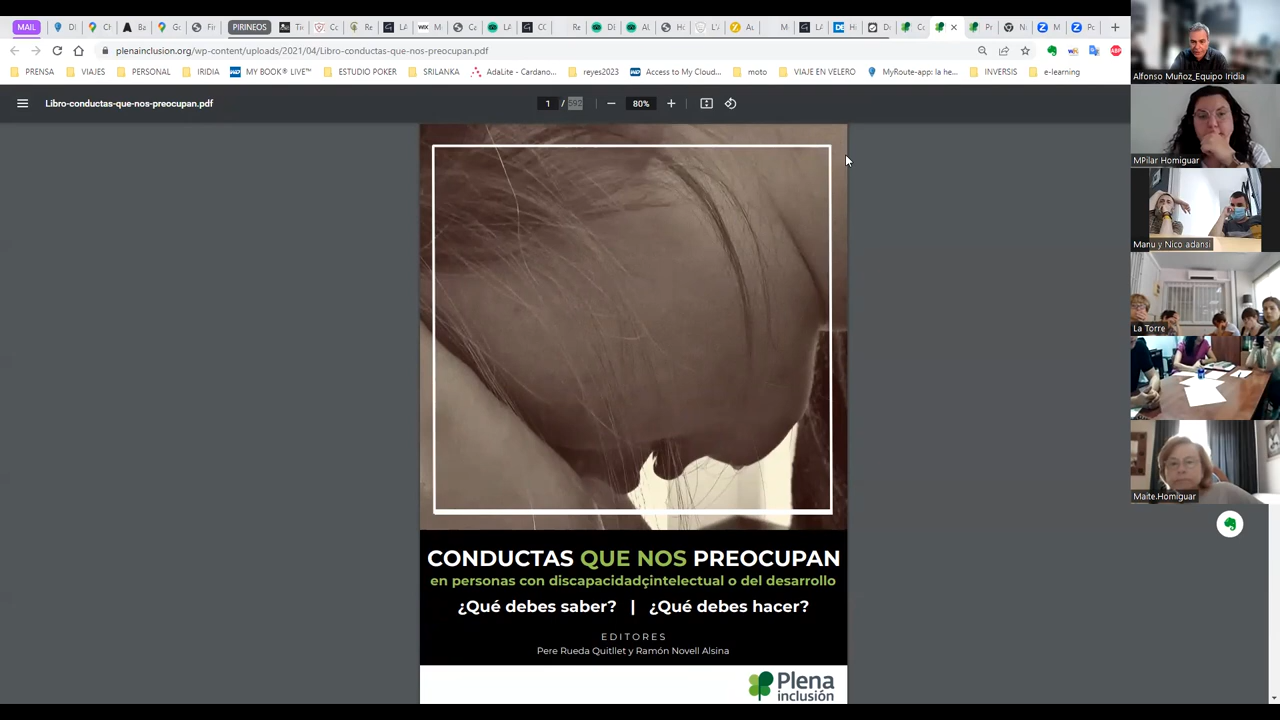 MAIL
PIRINEOS
plenainclusion.org/wp-content/uploads/2021/04/Libro-conductas-que-nos-preocupan.pdf
PRENSA
VIAJES
PERSONAL
IRIDIA
MY BOOK® LIVE™
ESTUDIOJOKER
SRILANKA
AdaLite - Cardano...
reyes2023
Access to My Cloud...
moto
VIAJE EN VELERO
MyRoute-app: la he...
INVERSIS
e-learning
Libro-conductas-que-nos-preocupan.pdf
1 / 592
80%
Alfonso Muñoz_Equipo Iridia
MPilar Homiguar
Manu y Nico adansi
La Torre
Maite.Homiguar
CONDUCTAS QUE NOS PREOCUPAN
en personas con discapacidadçintelectual o del desarrollo
¿Qué debes saber? | ¿Qué debes hacer?
EDITORES
Pere Rueda Quitllet y Ramón Novell Alsina
Plena
inclusión